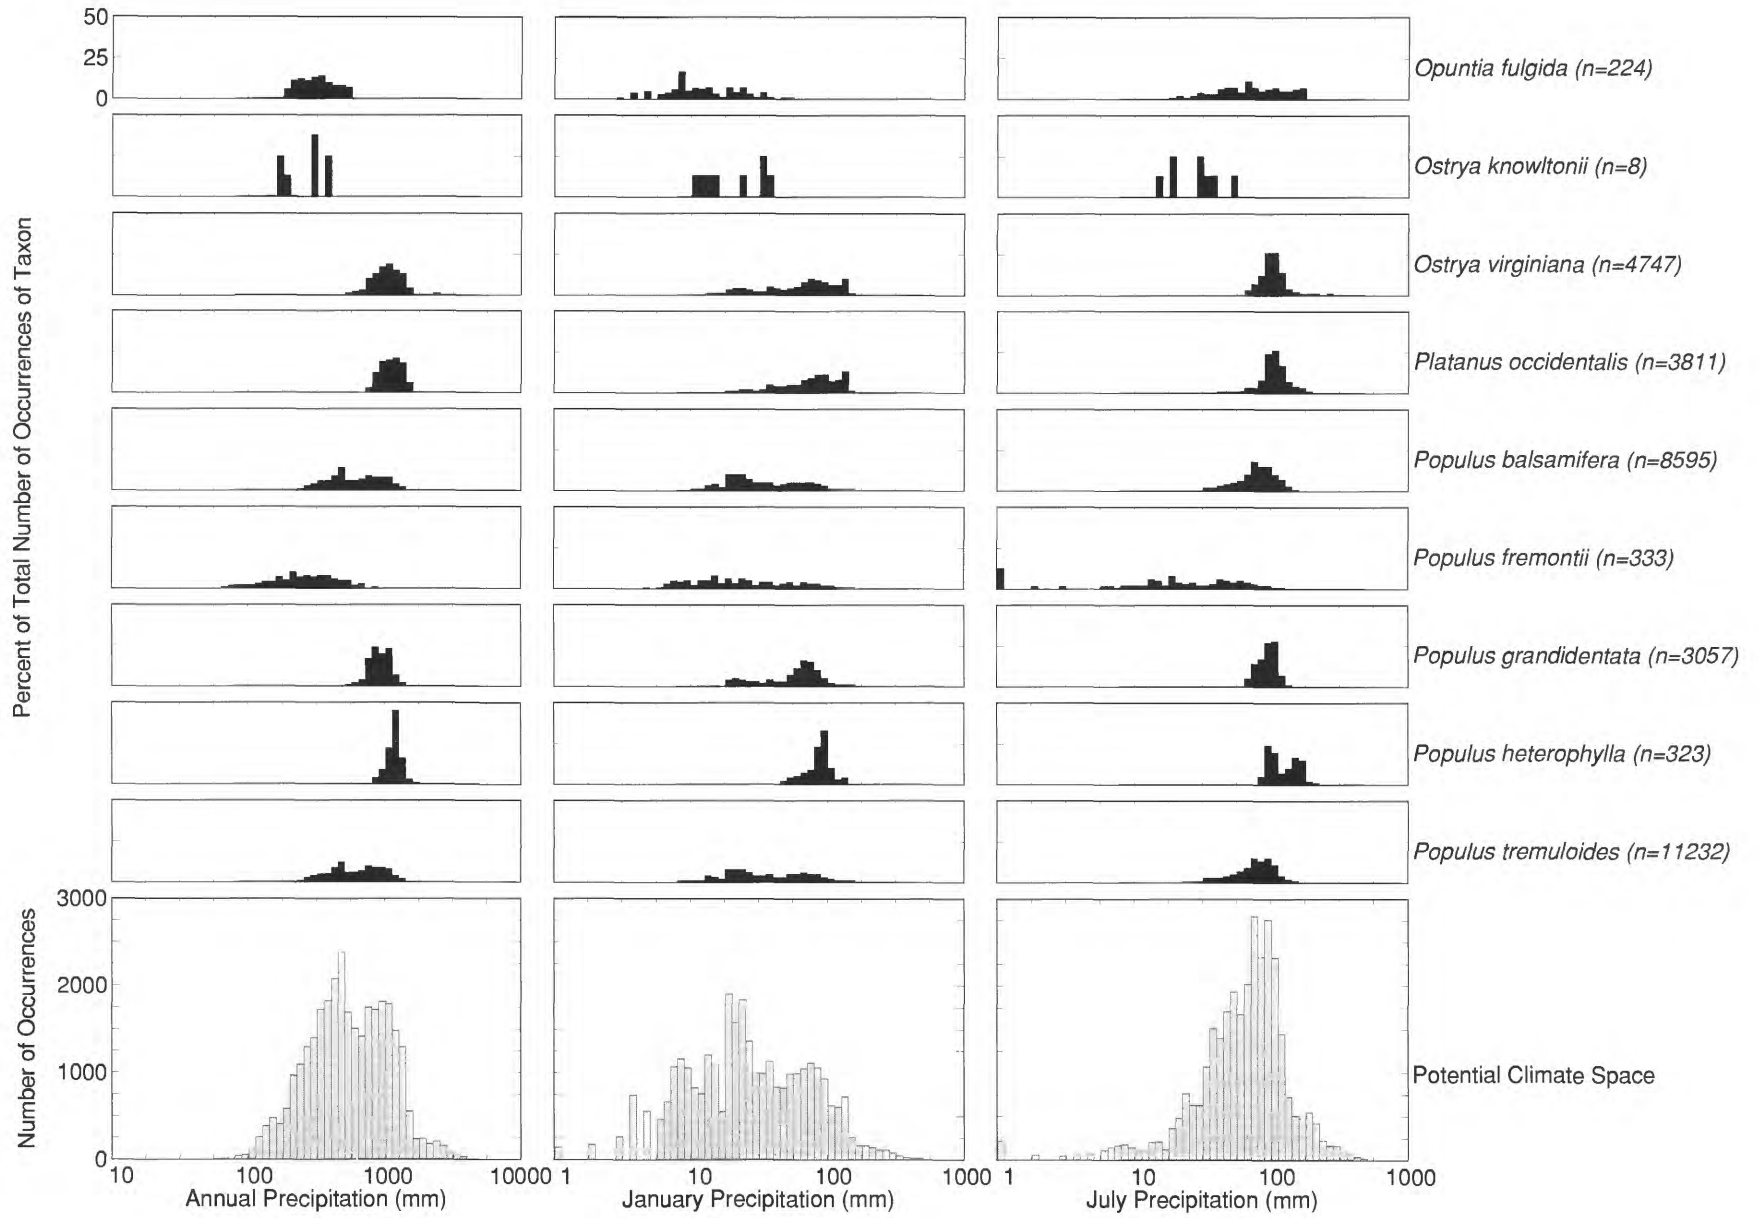 Percent of Total Number of Occurrences of Taxon
50
25
0
Opuntia fulgida (n=224)
Ostrya knowltonii (n=8)
Ostrya virginiana (n=4747)
Platanus occidentalis (n=3811)
Populus balsamifera (n=8595)
Populus fremontii (n=333)
Populus grandidentata (n=3057)
Populus heterophylla (n=323)
Populus tremuloides (n=11232)
Number of Occurrences
3000
2000
1000
0
Potential Climate Space
10 100 1000 10000 1 10 100 1000 1 10 100 1000
Annual Precipitation (mm) January Precipitation (mm) July Precipitation (mm)